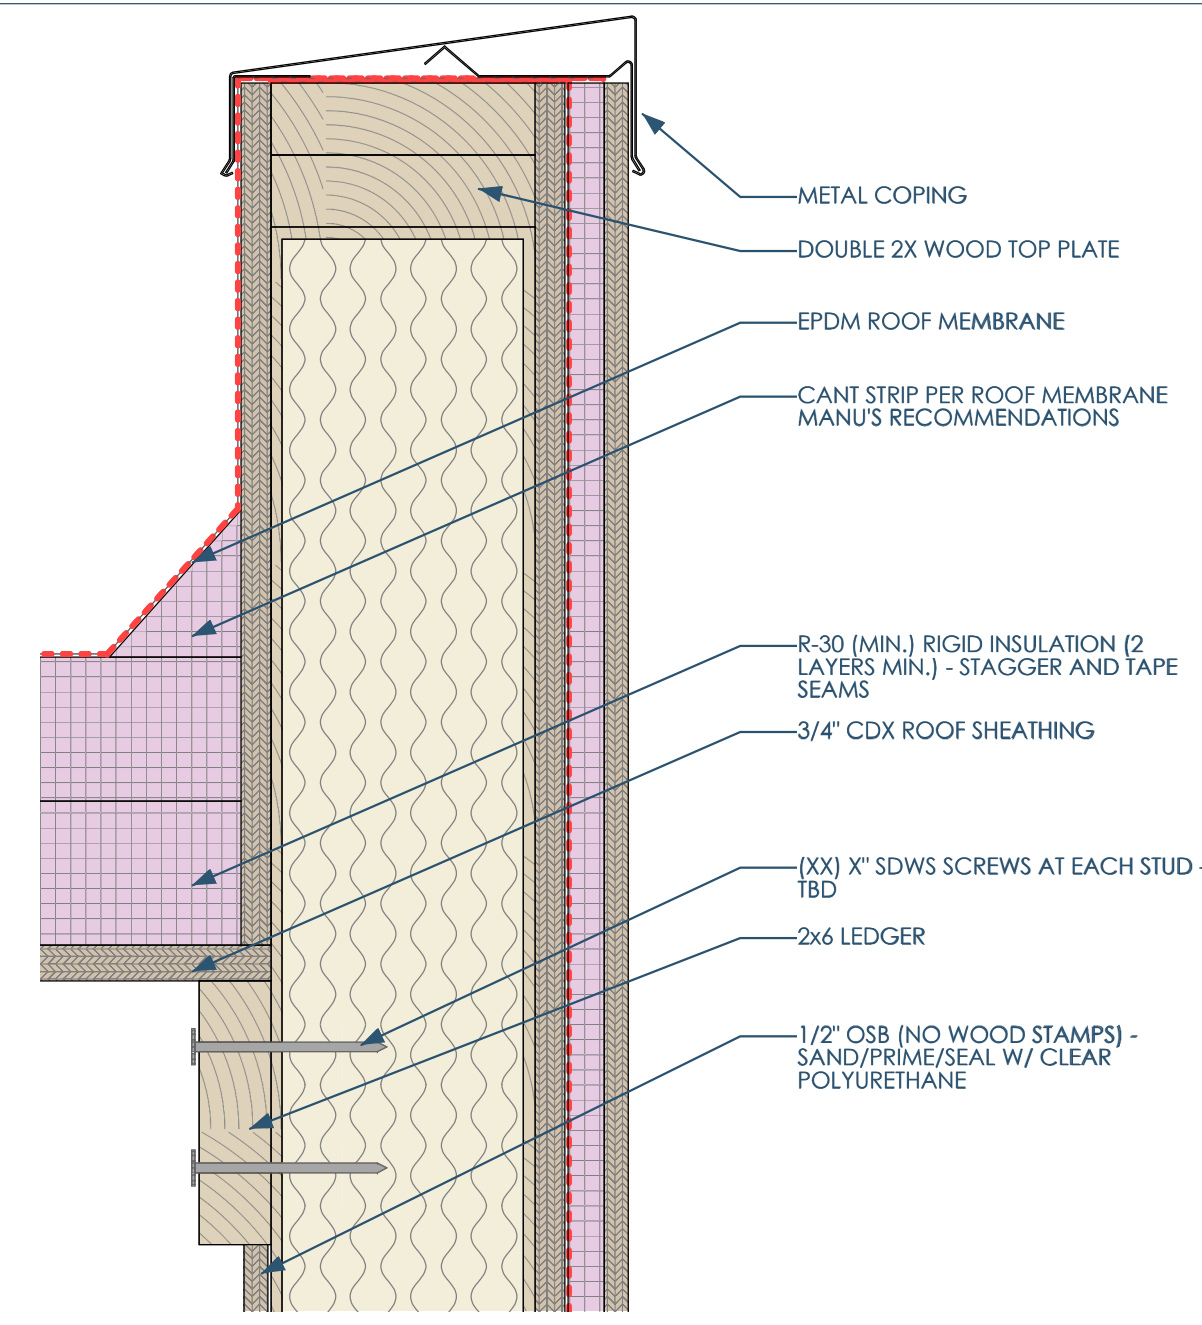 METAL COPING
DOUBLE 2X WOOD TOP PLATE
EPDM ROOF MEMBRANE
CANT STRIP PER ROOF MEMBRANE
MANU'S RECOMMENDATIONS
R-30 (MIN.) RIGID INSULATION (2
LAYERS MIN.) - STAGGER AND TAPE
SEAMS
3/4" CDX ROOF SHEATHING
(XX) X" SDWS SCREWS AT EACH STUD -
TBD
2x6 LEDGER
1/2" OSB (NO WOOD STAMPS) -
SAND/PRIME/SEAL W/ CLEAR
POLYURETHANE